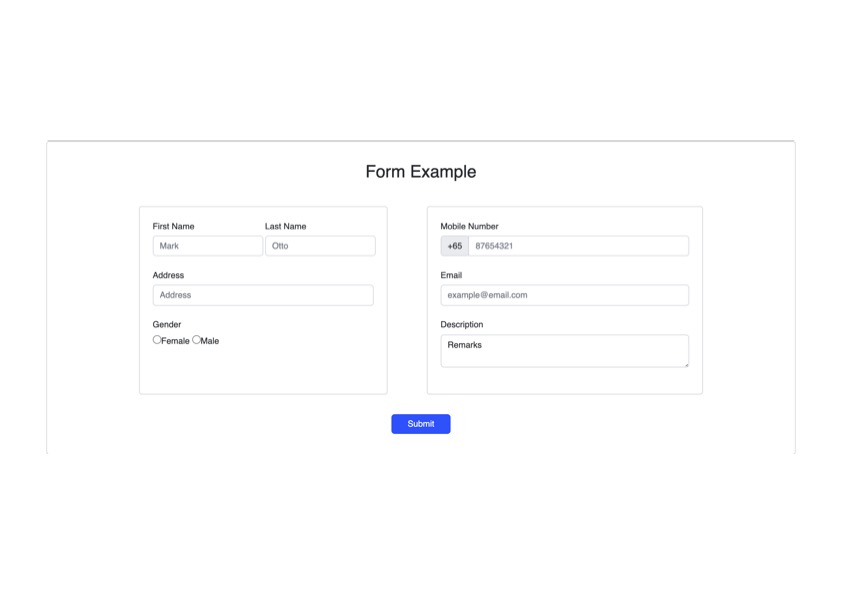 Form Example
First Name Last Name
Mark Otto
Address
Address
Gender
Female Male
Mobile Number
+65 87654321
Email
example@email.com
Description
Remarks
Submit